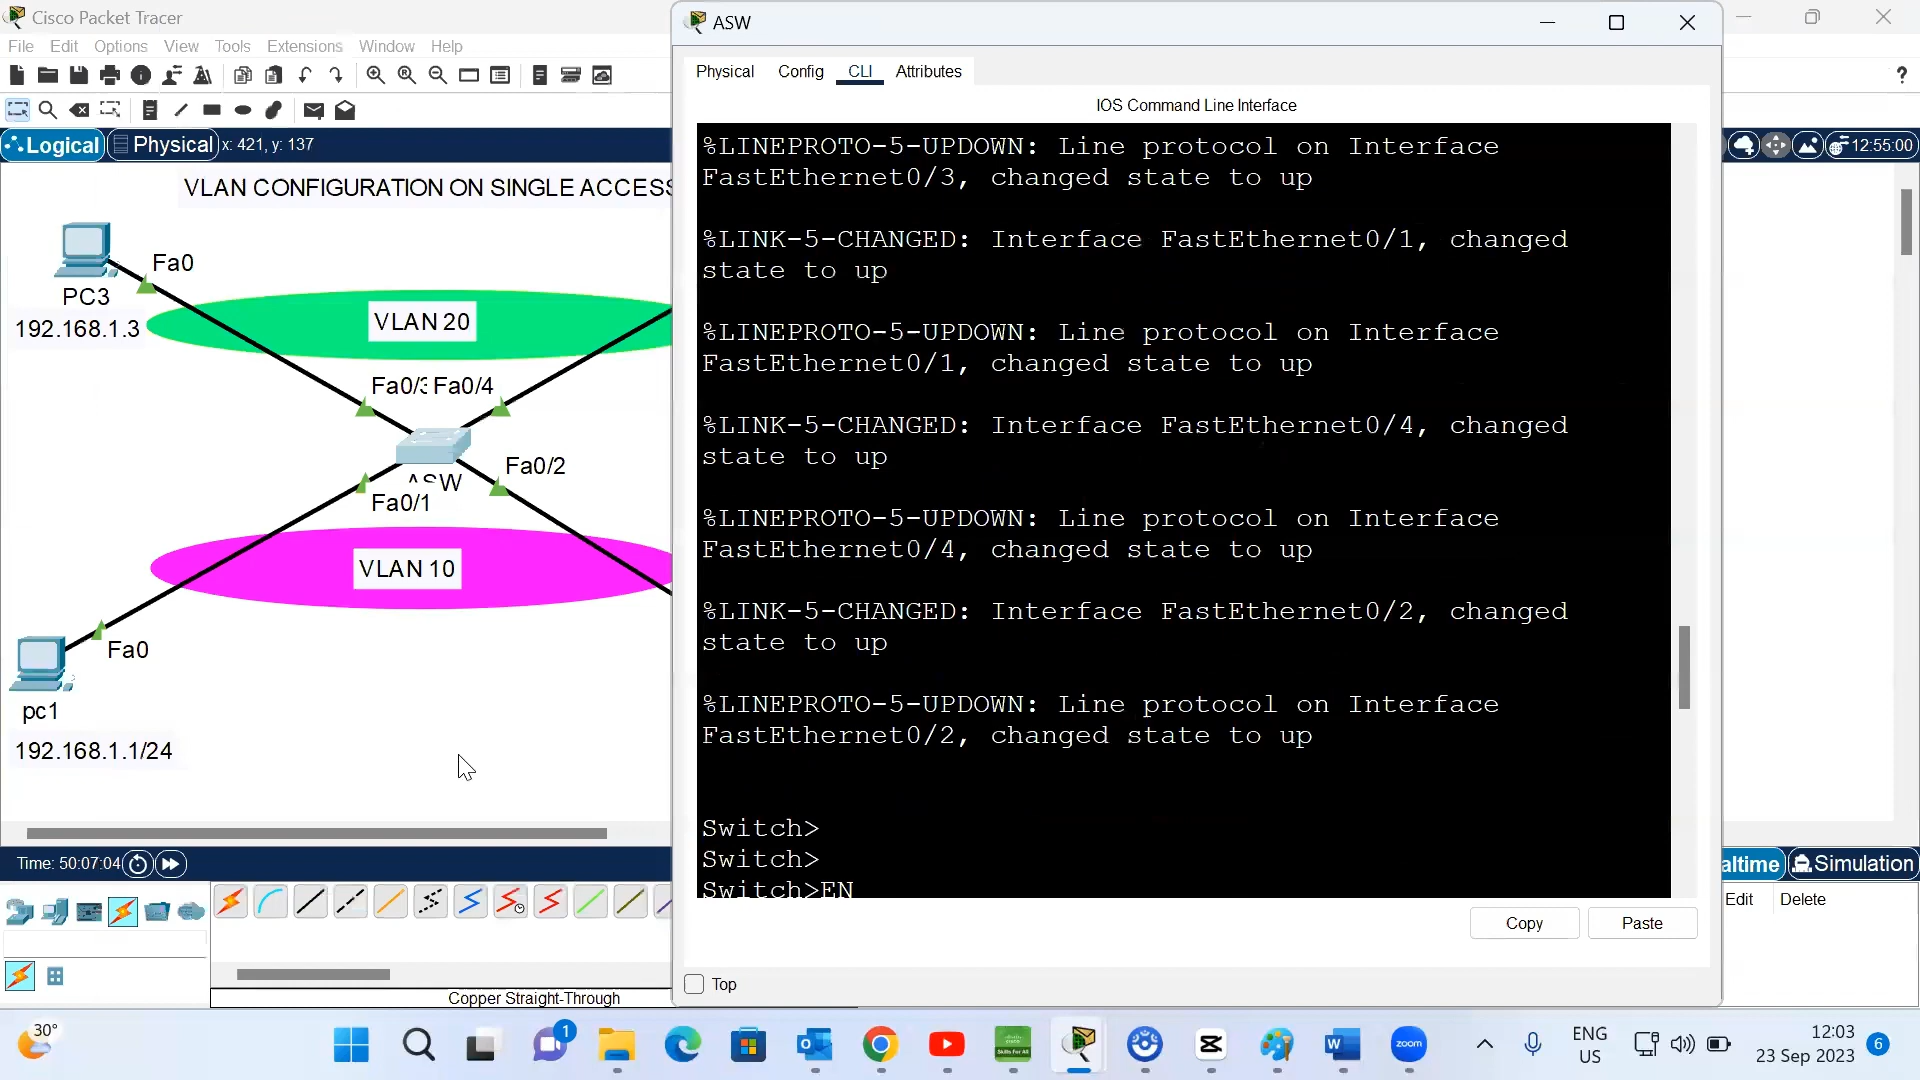 Cisco Packet Tracer
File Edit Options View Tools Extensions Window Help
Logical Physical x: 421, y: 137
VLAN CONFIGURATION ON SINGLE ACCESS
Fa0
PC3
192.168.1.3
VLAN 20
Fa0/3 Fa0/4
Fa0/2
ASW
Fa0/1
VLAN 10
Fa0
pc1
192.168.1.1/24
Time: 50:07:04
Copper Straight-Through
ASW
Physical Config CLI Attributes
IOS Command Line Interface
%LINEPROTO-5-UPDOWN: Line protocol on Interface
FastEthernet0/3, changed state to up
%LINK-5-CHANGED: Interface FastEthernet0/1, changed
state to up
%LINEPROTO-5-UPDOWN: Line protocol on Interface
FastEthernet0/1, changed state to up
%LINK-5-CHANGED: Interface FastEthernet0/4, changed
state to up
%LINEPROTO-5-UPDOWN: Line protocol on Interface
FastEthernet0/4, changed state to up
%LINK-5-CHANGED: Interface FastEthernet0/2, changed
state to up
%LINEPROTO-5-UPDOWN: Line protocol on Interface
FastEthernet0/2, changed state to up
Switch>
Switch>
Switch>EN
Copy Paste
Top
?
12:55:00
altime Simulation
Edit Delete
30°
1
zoom
ENG
US
12:03
23 Sep 2023
6